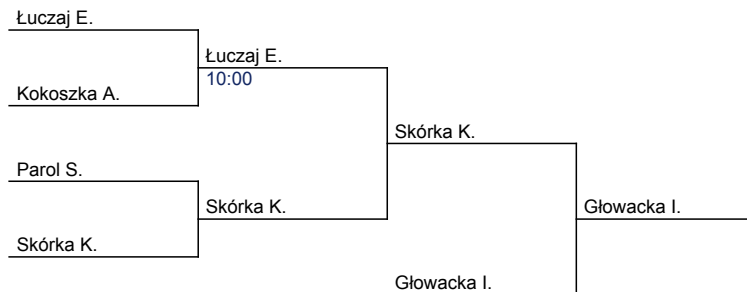 Łuczaj E.
Łuczaj E.
10:00
Kokoszka A.
Skórka K.
Parol S.
Skórka K.
Głowacka I.
Skórka K.
Głowacka I.